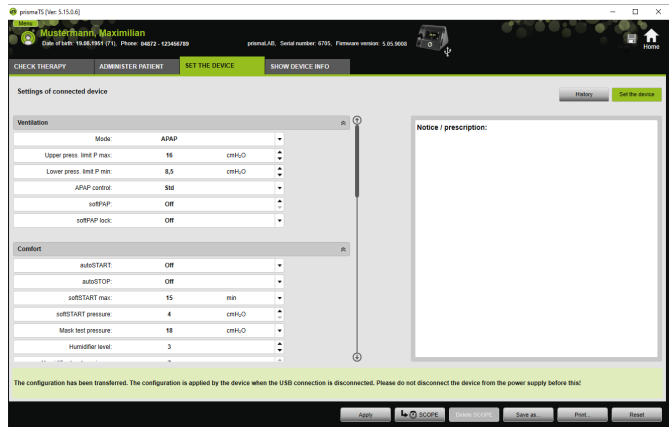 prismaTS [Ver: 5.15.0.6]
Menu
Mustermann, Maximilian
Date of birth: 19.08.1951 (71), Phone: 04872 - 123456789
prismaLAB, Serial number: 6705, Firmware version: 5.05.9008
Home
CHECK THERAPY ADMINISTER PATIENT SET THE DEVICE SHOW DEVICE INFO
Settings of connected device
History Set the device
Ventilation
Notice / prescription:
Mode: APAP
Upper press. limit P max: 16 cmH₂O
Lower press. limit P min: 8,5 cmH₂O
APAP control: Std
softPAP: Off
softPAP lock: Off
Comfort
autoSTART: Off
autoSTOP: Off
softSTART max: 15 min
softSTART pressure: 4 cmH₂O
Mask test pressure: 18 cmH₂O
Humidifier level: 3
The configuration has been transferred. The configuration is applied by the device when the USB connection is disconnected. Please do not disconnect the device from the power supply before this!
Apply SCOPE Delete SCOPE Save as... Print... Reset